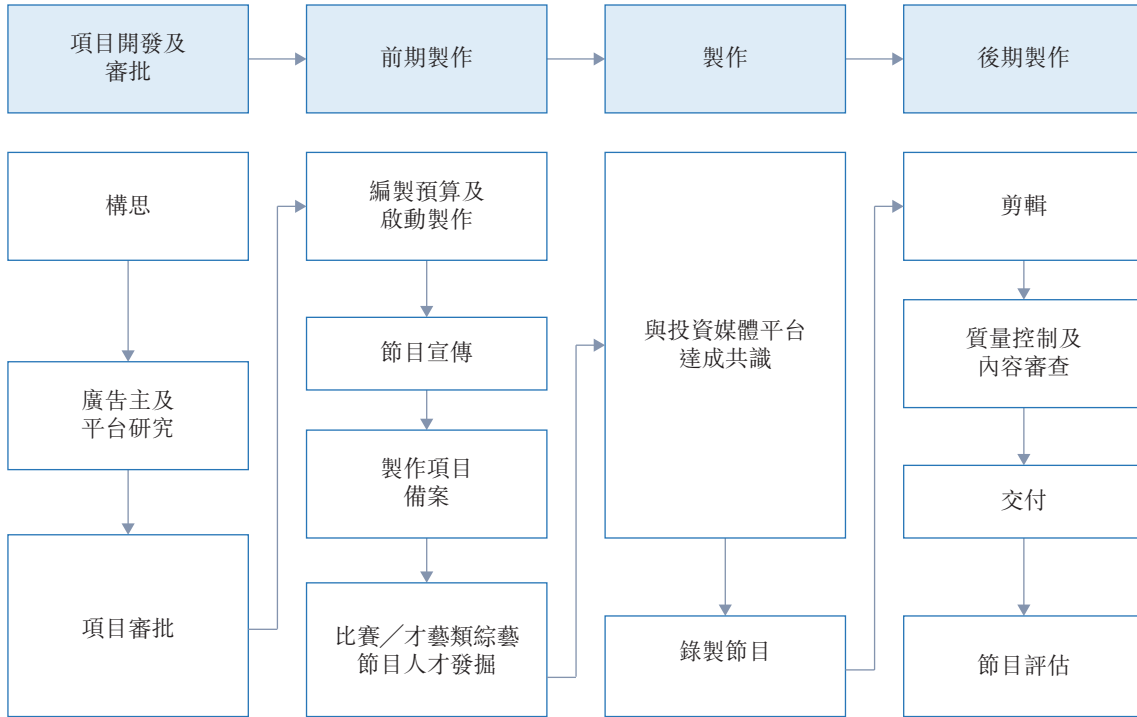 項目開發及
審批
前期製作
製作
後期製作
構思
廣告主及
平台研究
項目審批
編製預算及
啟動製作
節目宣傳
製作項目
備案
比賽／才藝類綜藝
節目人才發掘
與投資媒體平台
達成共識
錄製節目
剪輯
質量控制及
內容審查
交付
節目評估